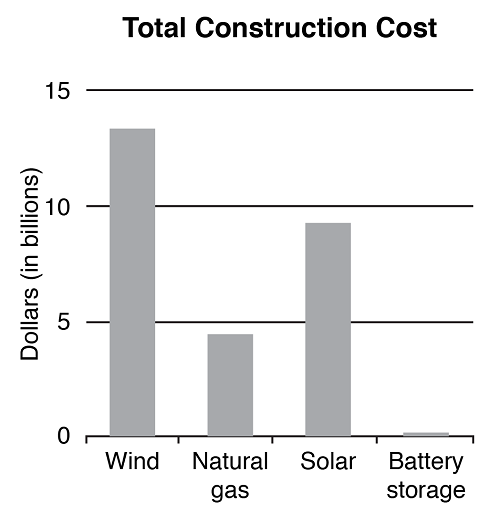 Total Construction Cost
Dollars (in billions)
15
10
5
0
Wind
Natural
gas
Solar
Battery
storage